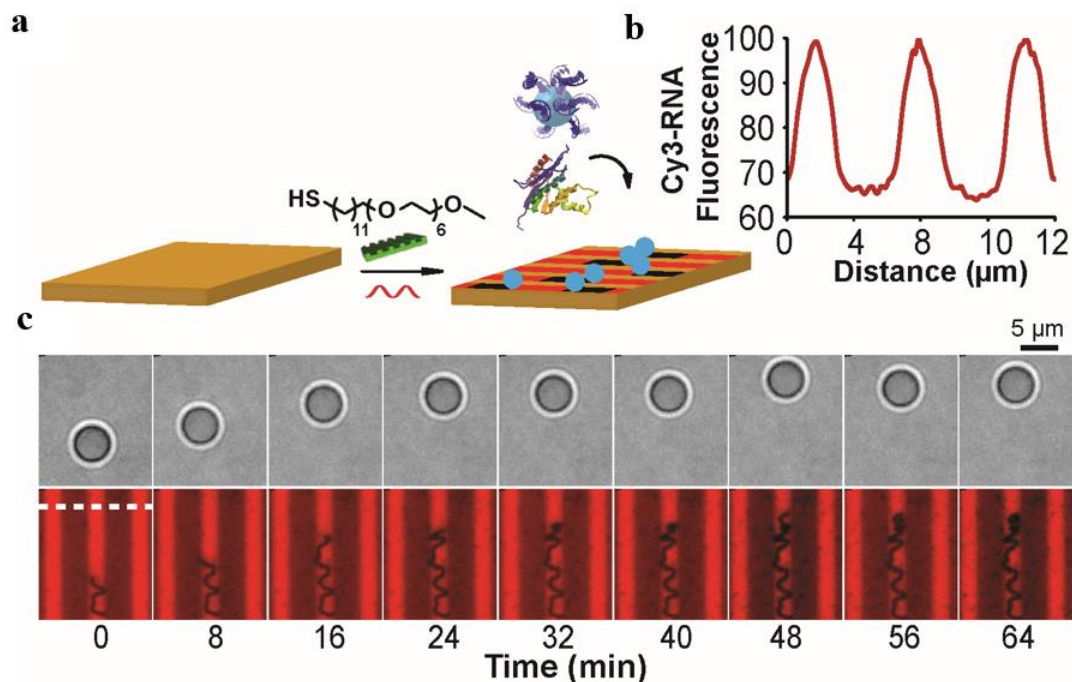 a
HS
11
O
6
O
b
Cy3-RNA
Fluorescence
100
90
80
70
60
0 4 8 10 12
Distance (µm)
c
5 µm
0 8 16 24 32 40 48 56 64
Time (min)